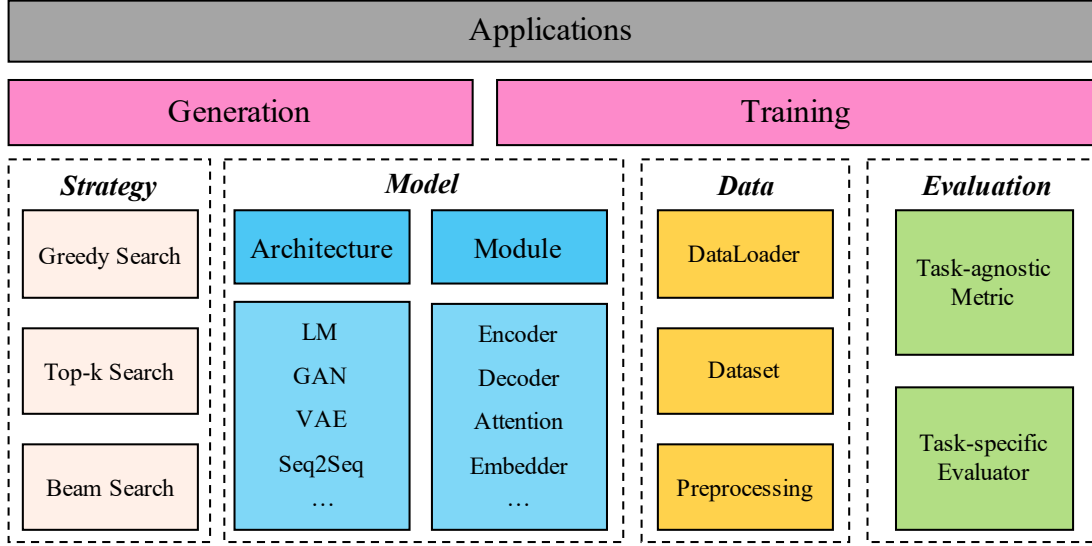 Applications
Generation
Training
Strategy
Greedy Search
Top-k Search
Beam Search
Model
Architecture
LM
GAN
VAE
Seq2Seq
…
Module
Encoder
Decoder
Attention
Embedder
…
Data
DataLoader
Dataset
Preprocessing
Evaluation
Task-agnostic
Metric
Task-specific
Evaluator